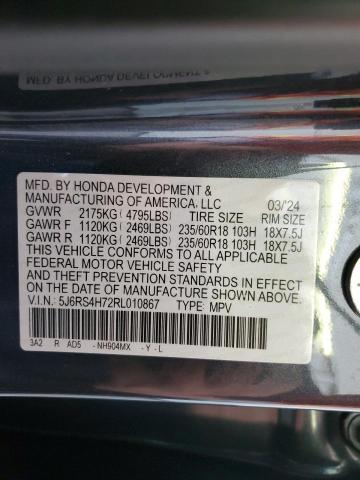 MFD. BY HONDA DEVELOPMENT &
MANUFACTURING OF AMERICA, LLC 03/'24
GVWR 2175KG(4795LBS) TIRE SIZE RIM SIZE
GAWR F 1120KG(2469LBS) 235/60R18 103H 18X7.5J
GAWR R 1120KG(2469LBS) 235/60R18 103H 18X7.5J
THIS VEHICLE CONFORMS TO ALL APPLICABLE
FEDERAL MOTOR VEHICLE SAFETY AND THEFT
PREVENTION STANDARDS IN EFFECT ON THE
DATE OF MANUFACTURE SHOWN ABOVE.
V.I.N.: 5J6RS4H72RL010867 TYPE: MPV
3A2 R AD5 -NH904MX -Y-L